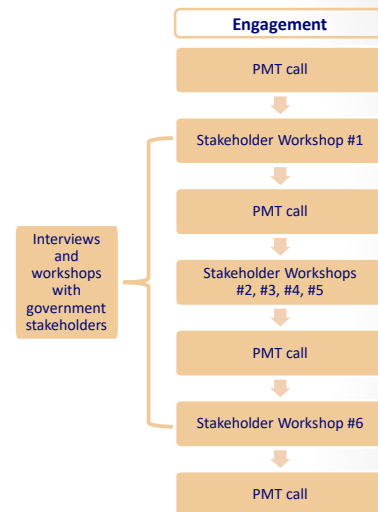 Engagement
PMT call
Stakeholder Workshop #1
PMT call
Interviews
and
workshops
with
government
stakeholders
Stakeholder Workshops
#2, #3, #4, #5
PMT call
Stakeholder Workshop #6
PMT call